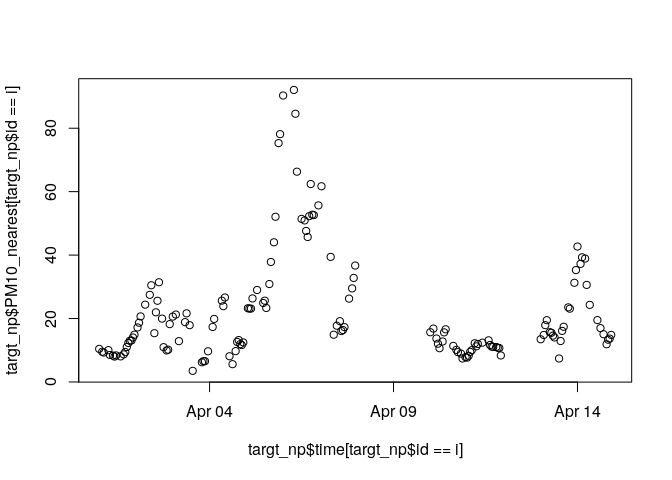 targt_np$PM10_nearest[targt_np$id == i]
80
60
40
20
0
Apr 04
Apr 09
Apr 14
targt_np$time[targt_np$id == i]